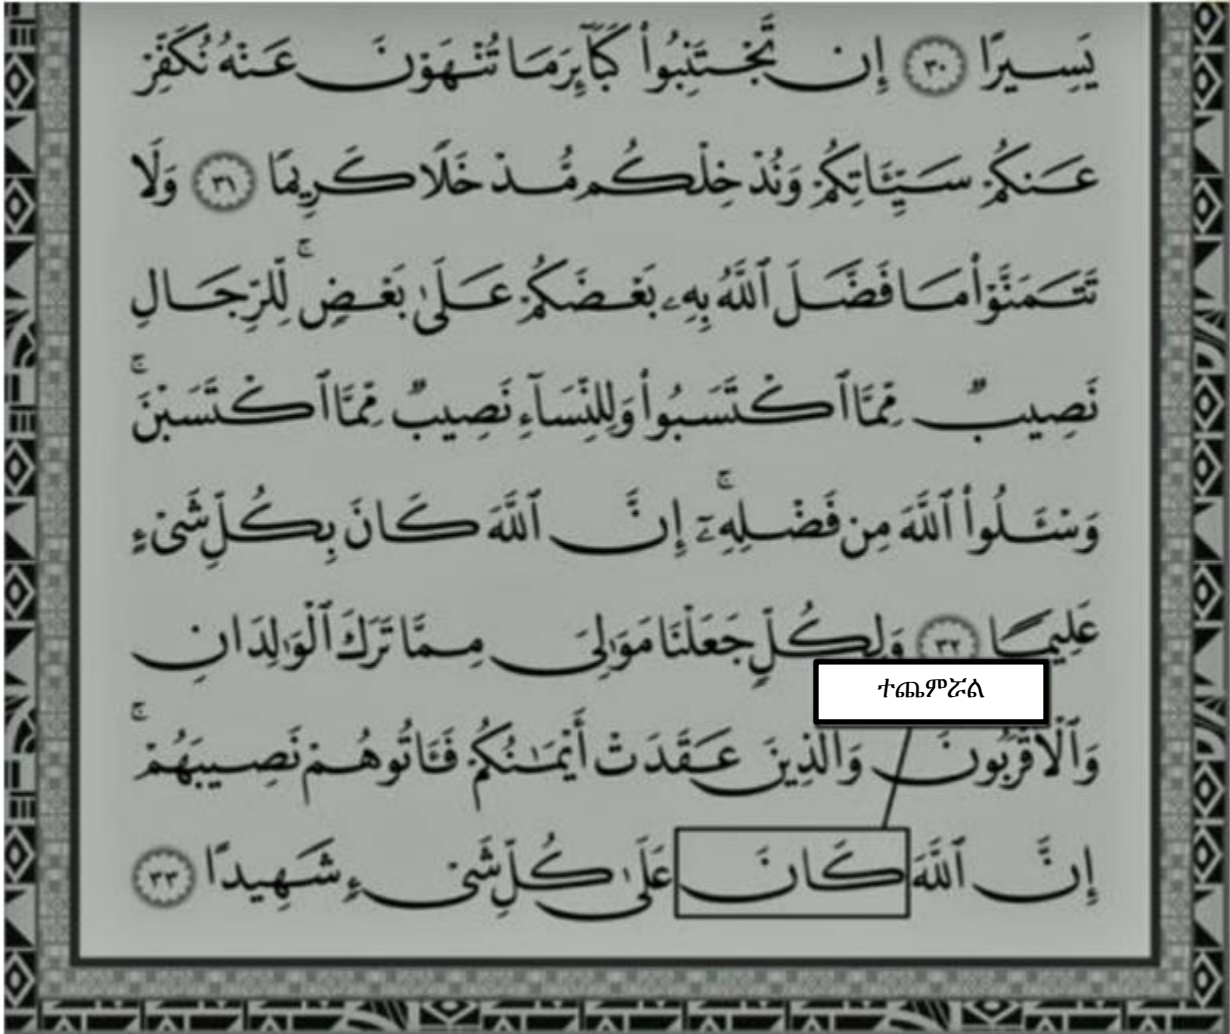 يَسِيرًا ٣٠ إِن تَجْتَنِبُوا۟ كَبَآئِرَ مَا تُنْهَوْنَ عَنْهُ نُكَفِّرْ
عَنكُمْ سَيِّـَٔاتِكُمْ وَنُدْخِلْكُم مُّدْخَلًا كَرِيمًا ٣١ وَلَا
تَتَمَنَّوْا۟ مَا فَضَّلَ ٱللَّهُ بِهِۦ بَعْضَكُمْ عَلَىٰ بَعْضٍ ۚ لِّلرِّجَالِ
نَصِيبٌ مِّمَّا ٱكْتَسَبُوا۟ وَلِلنِّسَآءِ نَصِيبٌ مِّمَّا ٱكْتَسَبْنَ ۚ
وَسْـَٔلُوا۟ ٱللَّهَ مِن فَضْلِهِۦٓ ۚ إِنَّ ٱللَّهَ كَانَ بِكُلِّ شَىْءٍ
عَلِيمًا ٣٢ وَلِكُلٍّ جَعَلْنَا مَوَٰلِىَ مِمَّا تَرَكَ ٱلْوَٰلِدَانِ
ተጨምሯል
وَٱلْأَقْرَبُونَ ۚ وَٱلَّذِينَ عَقَدَتْ أَيْمَـٰنُكُمْ فَـَٔاتُوهُمْ نَصِيبَهُمْ ۚ
إِنَّ ٱللَّهَ كَانَ عَلَىٰ كُلِّ شَىْءٍ شَهِيدًا ٣٣